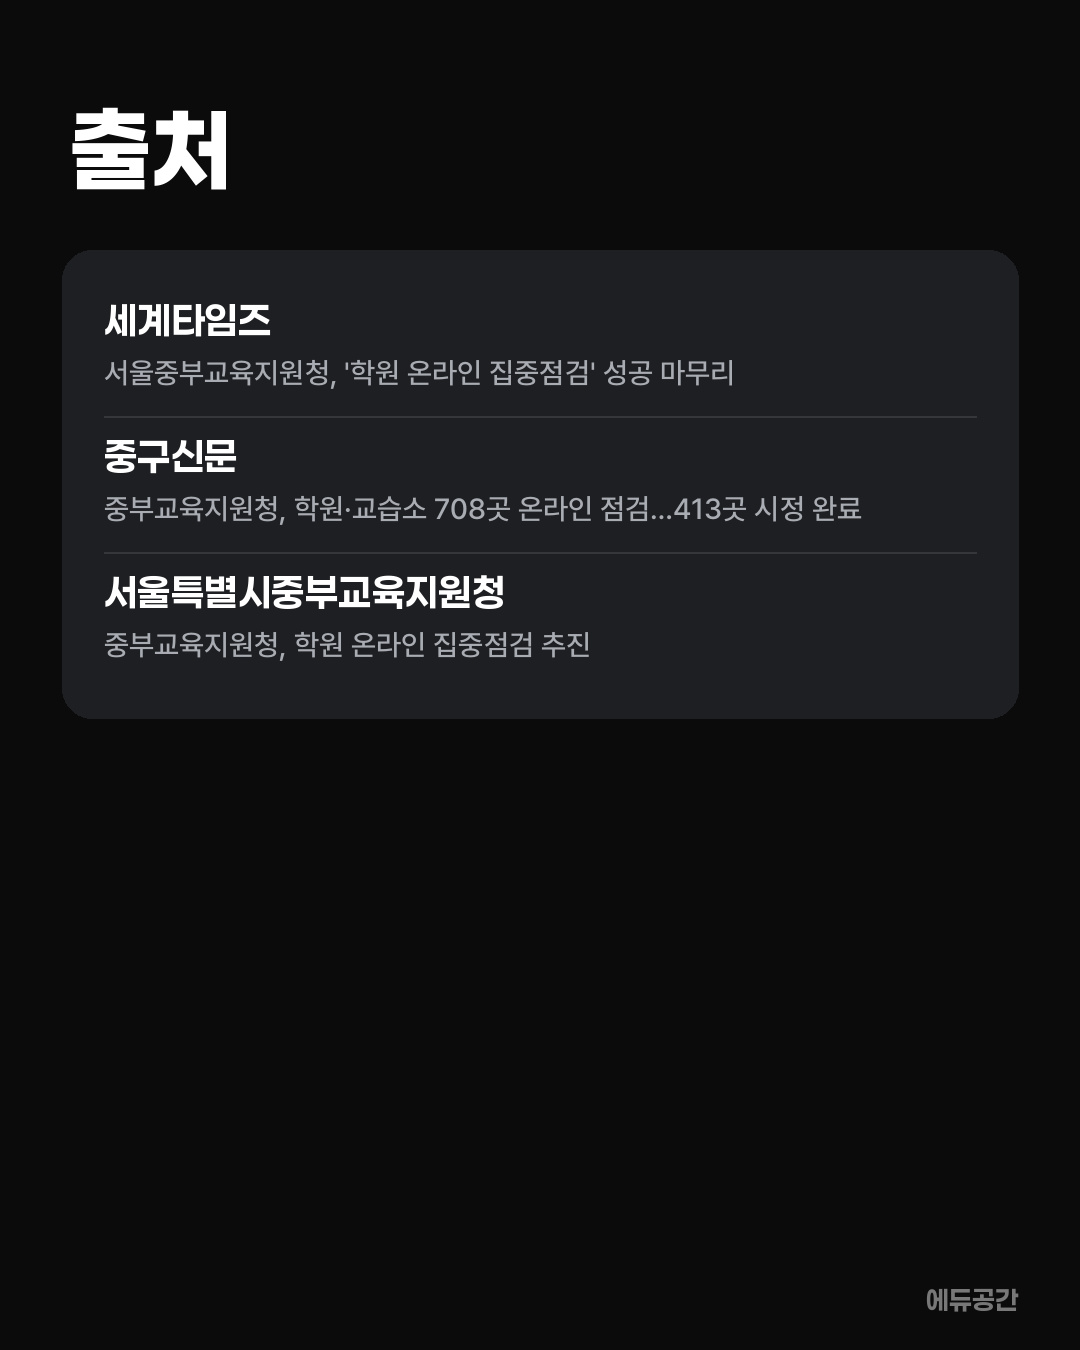 출처
세계타임즈
서울중부교육지원청, '학원 온라인 집중점검' 성공 마무리
중구신문
중부교육지원청, 학원·교습소 708곳 온라인 점검...413곳 시정 완료
서울특별시중부교육지원청
중부교육지원청, 학원 온라인 집중점검 추진
에듀공간